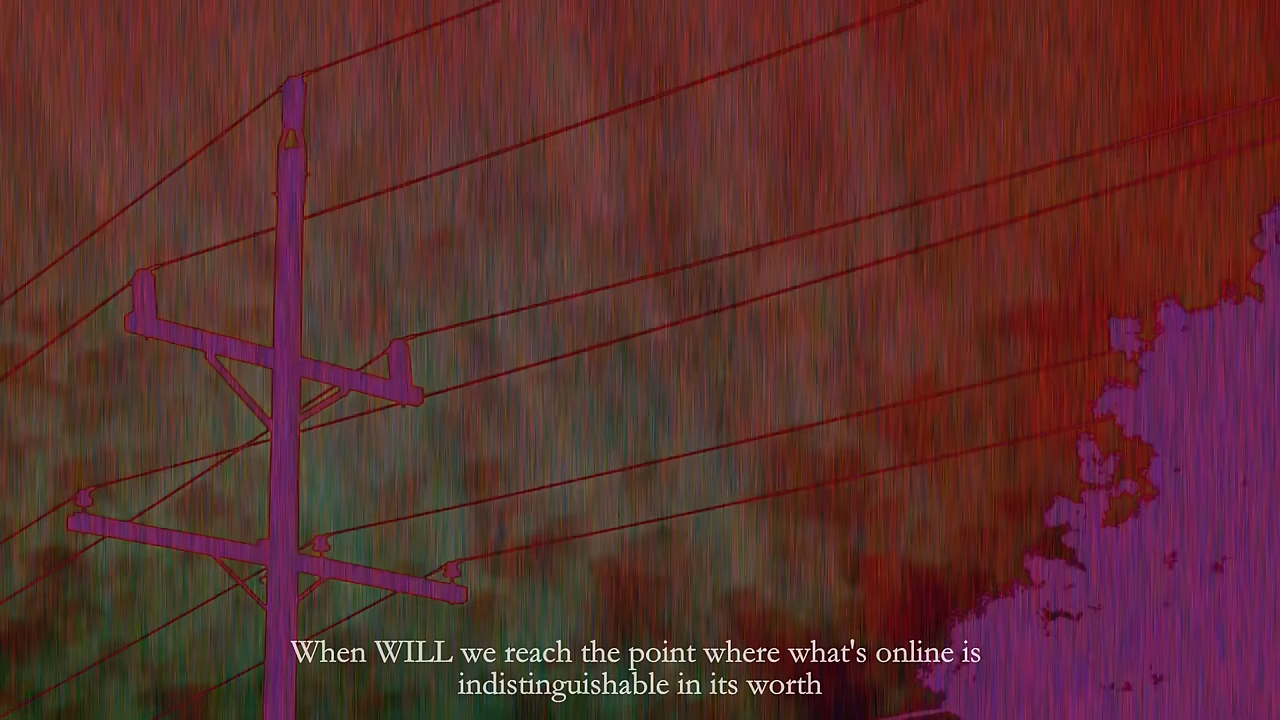 When WILL we reach the point where what's online is
indistinguishable in its worth